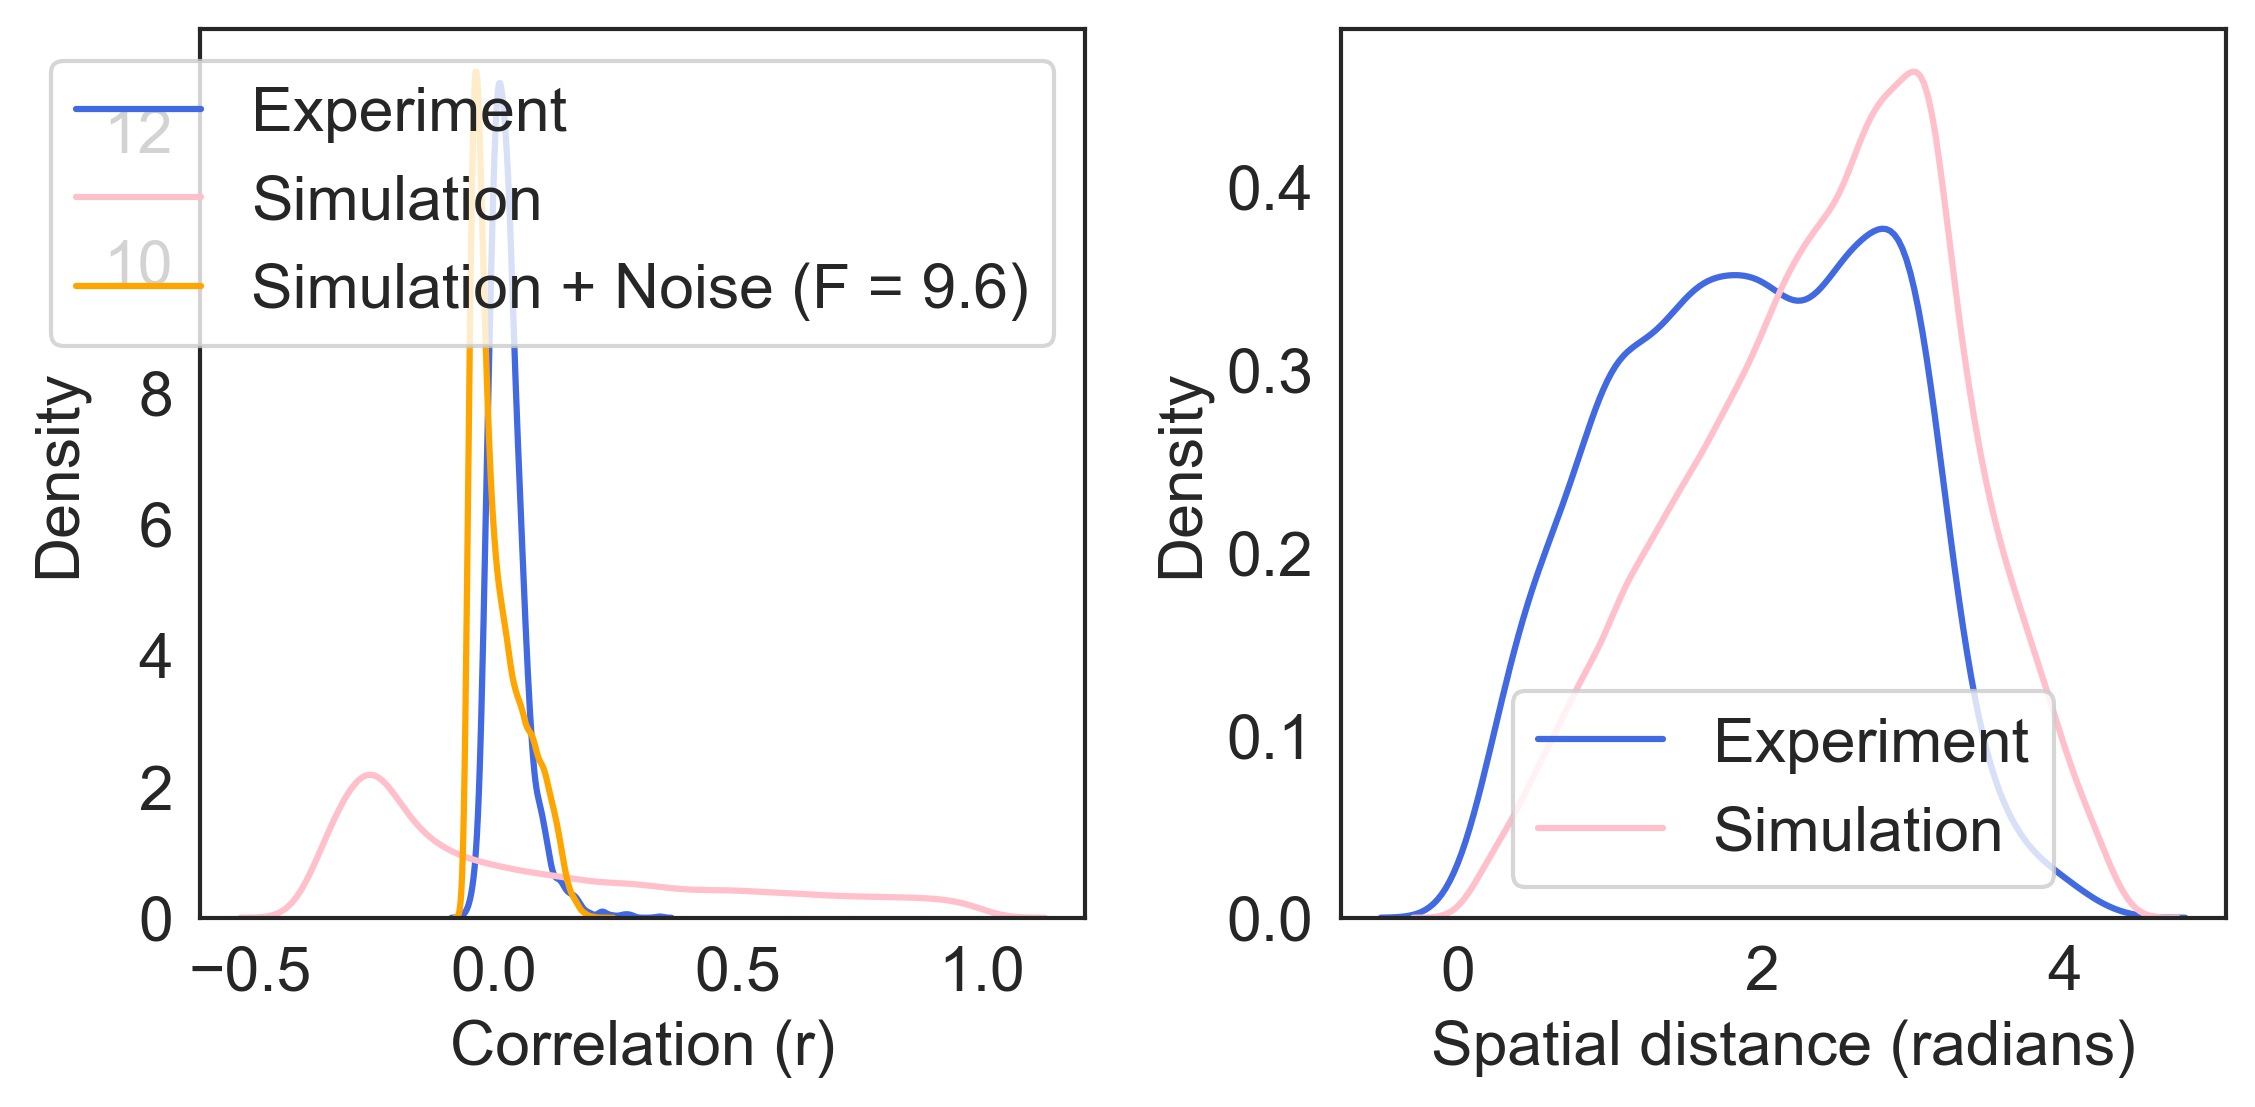 Experiment
Simulation
Simulation + Noise (F = 9.6)
12
10
8
6
4
2
0
Density
−0.5 0.0 0.5 1.0
Correlation (r)
0.4
0.3
0.2
0.1
0.0
Density
Experiment
Simulation
0 2 4
Spatial distance (radians)